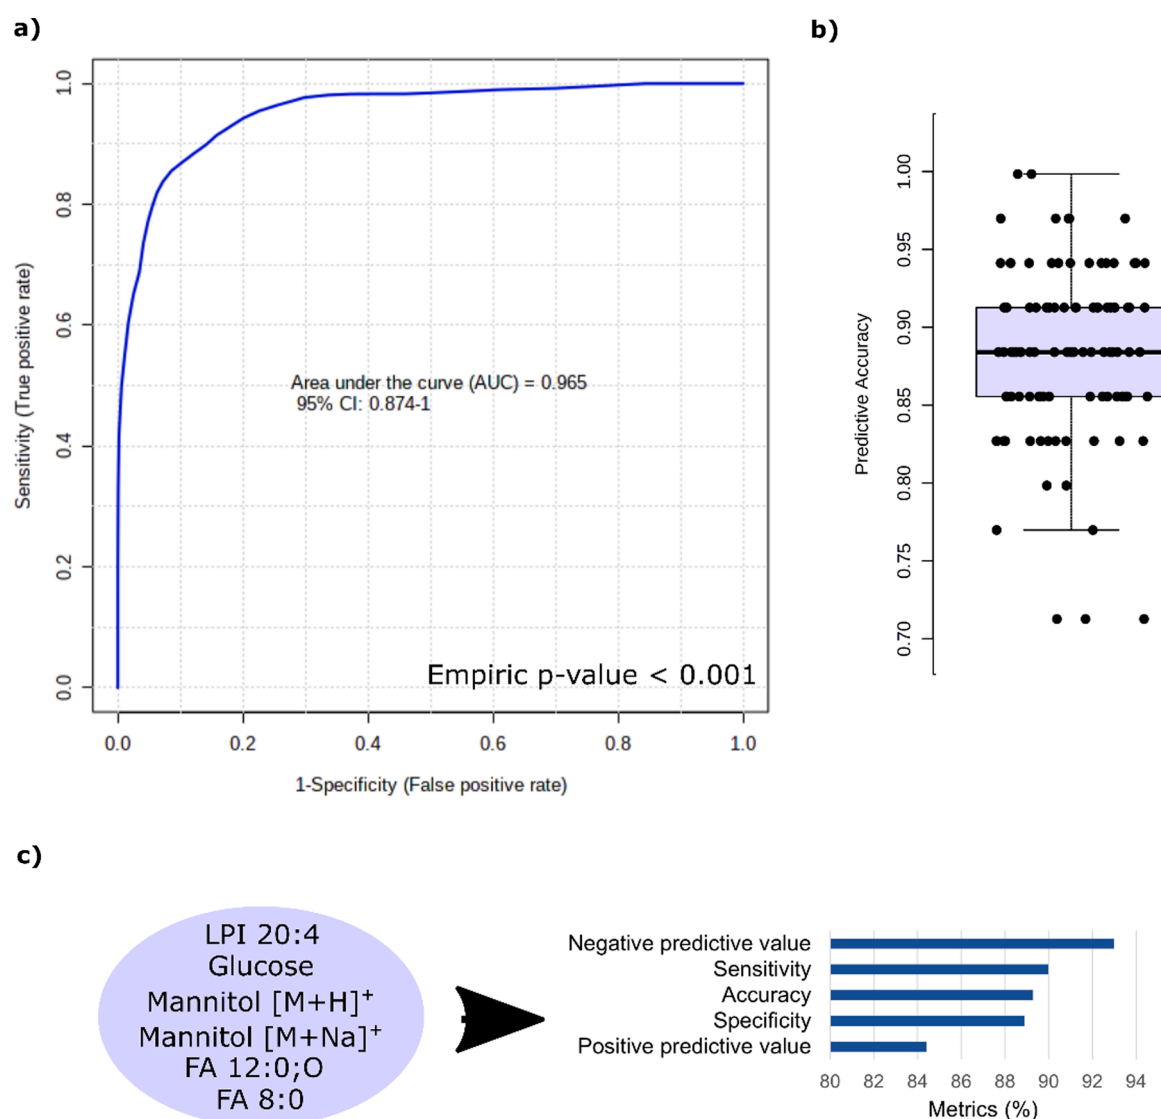 a)
1.0
0.8
0.6
0.4
0.2
0.0
Sensitivity (True positive rate)
Area under the curve (AUC) = 0.965
95% CI: 0.874-1
Empiric p-value < 0.001
0.0 0.2 0.4 0.6 0.8 1.0
1-Specificity (False positive rate)
b)
1.00
0.95
0.90
0.85
0.80
0.75
0.70
Predictive Accuracy
c)
LPI 20:4
Glucose
Mannitol [M+H]⁺
Mannitol [M+Na]⁺
FA 12:0;O
FA 8:0
Negative predictive value
Sensitivity
Accuracy
Specificity
Positive predictive value
80 82 84 86 88 90 92 94
Metrics (%)